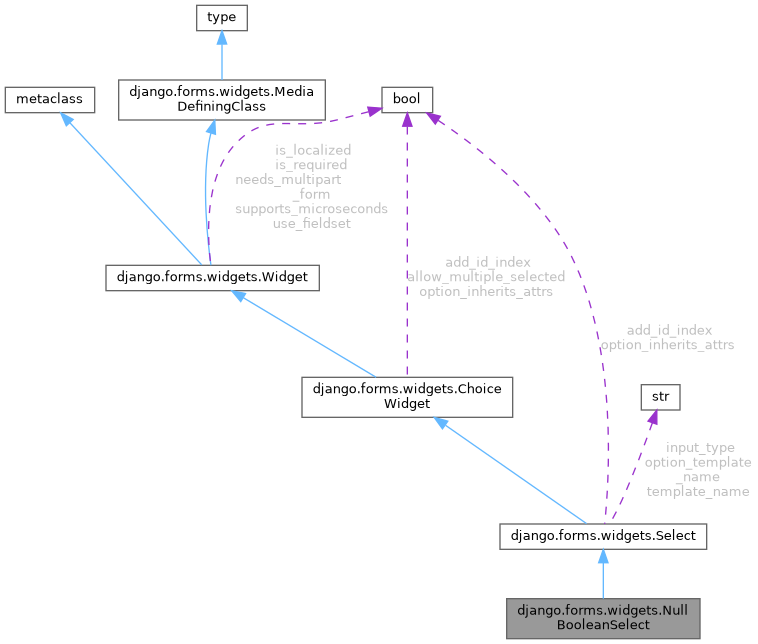 type
django.forms.widgets.Media
DefiningClass
metaclass
bool
is_localized
is_required
needs_multipart
_form
supports_microseconds
use_fieldset
django.forms.widgets.Widget
add_id_index
allow_multiple_selected
option_inherits_attrs
add_id_index
option_inherits_attrs
django.forms.widgets.Choice
Widget
str
input_type
option_template
_name
template_name
django.forms.widgets.Select
django.forms.widgets.Null
BooleanSelect